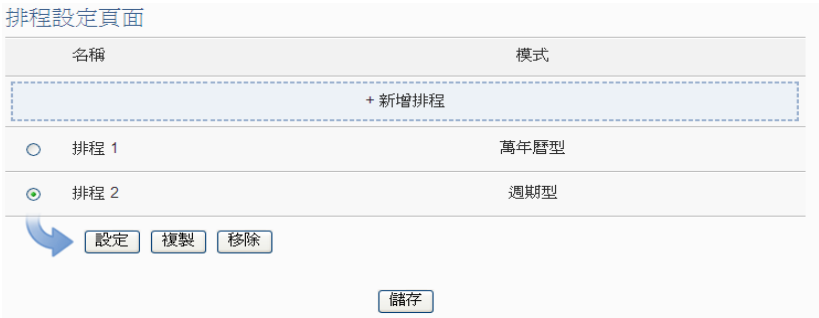 排程設定頁面
名稱 模式
+ 新增排程
排程 1 萬年曆型
排程 2 週期型
設定 複製 移除
儲存